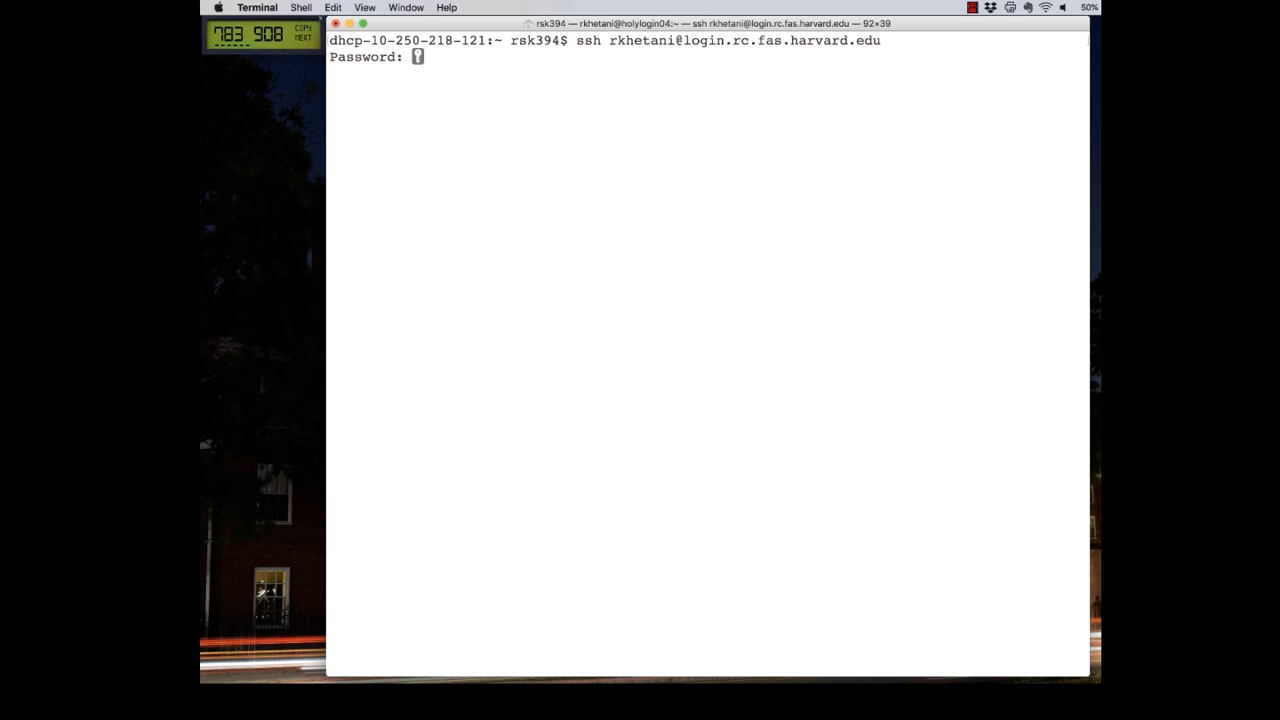 Terminal Shell Edit View Window Help 50%
783 908 COPY
NEXT
rsk394 — rkhetani@holylogin04:~ — ssh rkhetani@login.rc.fas.harvard.edu — 92×39
dhcp-10-250-218-121:~ rsk394$ ssh rkhetani@login.rc.fas.harvard.edu
Password: